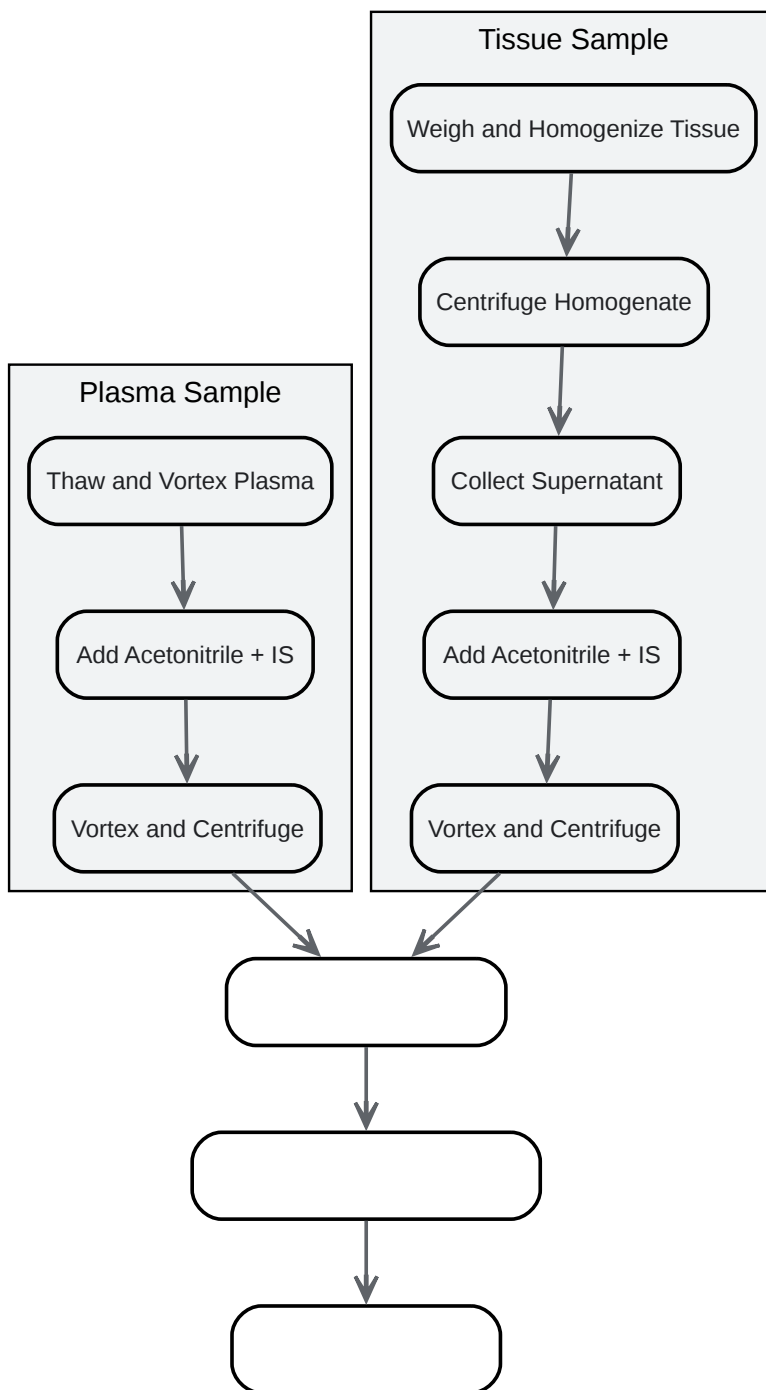 Tissue Sample
Weigh and Homogenize Tissue
Centrifuge Homogenate
Collect Supernatant
Add Acetonitrile + IS
Vortex and Centrifuge
Plasma Sample
Thaw and Vortex Plasma
Add Acetonitrile + IS
Vortex and Centrifuge